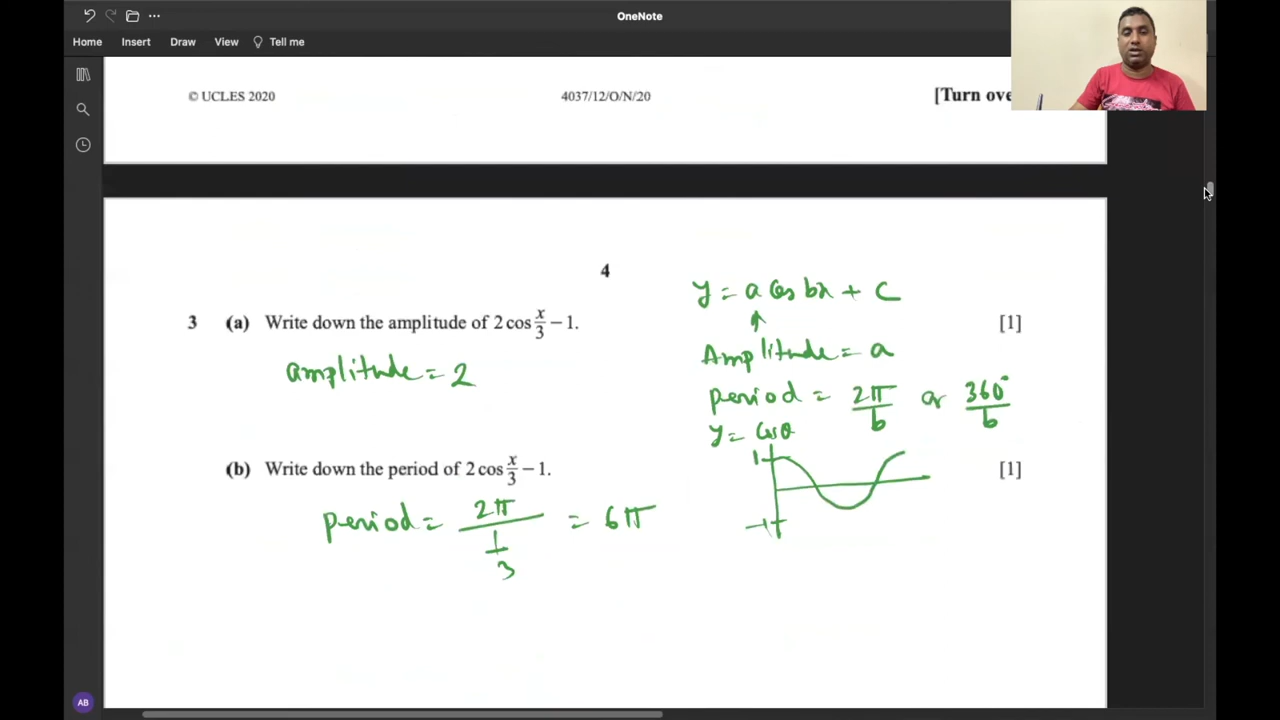 OneNote
Home Insert Draw View Tell me
© UCLES 2020 4037/12/O/N/20 [Turn ove
4
y = a cos bx + c
3 (a) Write down the amplitude of 2 cos x/3 − 1. [1]
Amplitude = a
amplitude = 2
period = 2π/b or 360°/b
y = cosθ
1
(b) Write down the period of 2 cos x/3 − 1. [1]
period = 2π/(1/3) = 6π
-1
AB